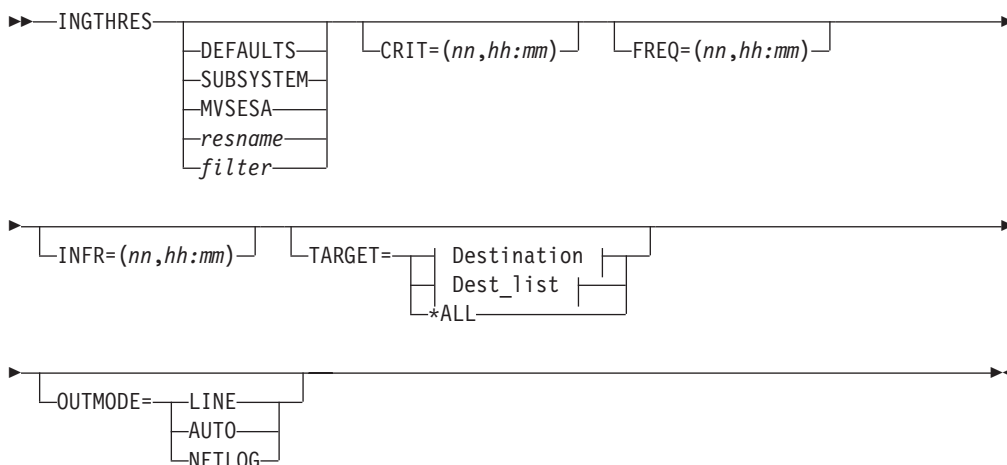 INGTHRES
DEFAULTS
SUBSYSTEM
MVSESA
resname
filter
CRIT=(nn,hh:mm)
FREQ=(nn,hh:mm)
INFR=(nn,hh:mm)
TARGET=
Destination
Dest_list
*ALL
OUTMODE=
LINE
AUTO
NETLOG